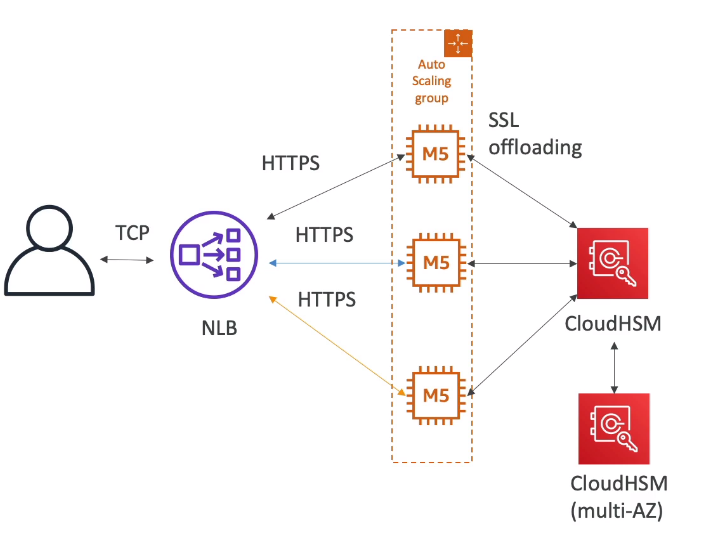 Auto
Scaling
group
SSL
offloading
M5
HTTPS
TCP
HTTPS
M5
HTTPS
NLB
CloudHSM
M5
CloudHSM
(multi-AZ)